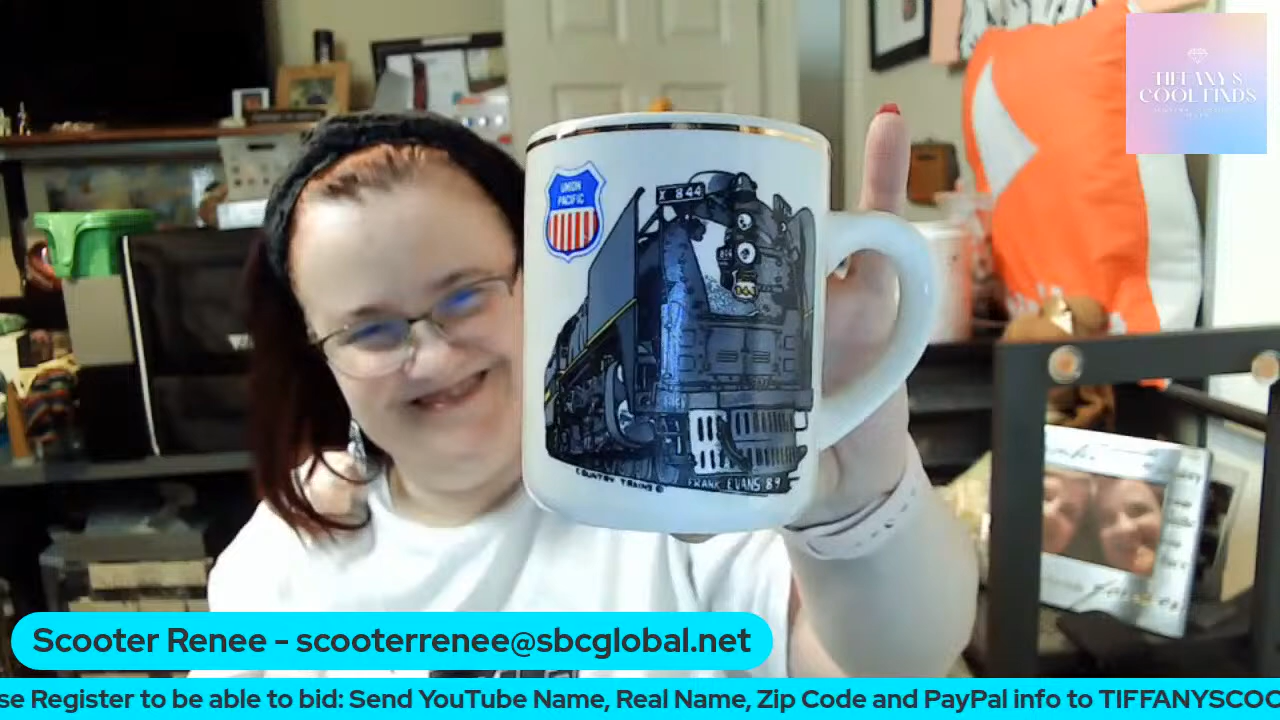 TIFFANY'S
COOL FINDS
UNION
PACIFIC
X 844
COUNTRY TRAINS ©
FRANK EVANS 89
Scooter Renee - scooterrenee@sbcglobal.net
se Register to be able to bid: Send YouTube Name, Real Name, Zip Code and PayPal info to TIFFANYSCOO